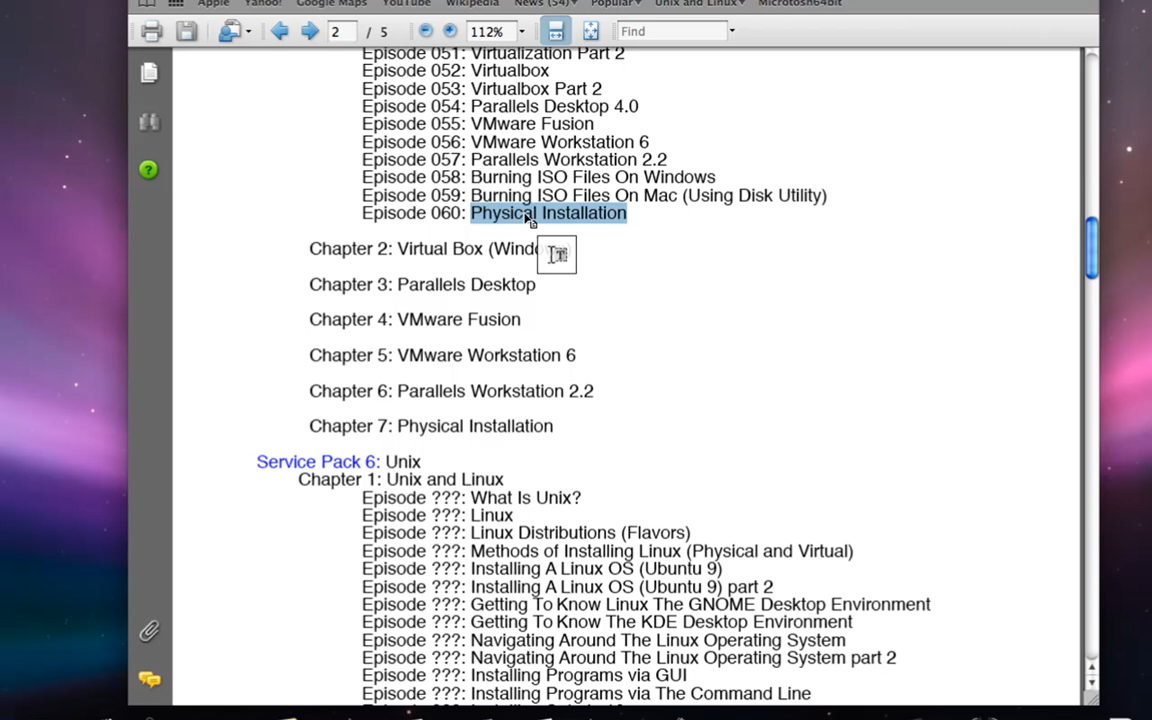 Apple Yahoo! Google Maps YouTube Wikipedia News (54) Popular Unix and Linux Microtosh64bit
2 / 5 112% Find
Episode 051: Virtualization Part 2
Episode 052: Virtualbox
Episode 053: Virtualbox Part 2
Episode 054: Parallels Desktop 4.0
Episode 055: VMware Fusion
Episode 056: VMware Workstation 6
Episode 057: Parallels Workstation 2.2
Episode 058: Burning ISO Files On Windows
Episode 059: Burning ISO Files On Mac (Using Disk Utility)
Episode 060: Physical Installation
Chapter 2: Virtual Box (Windo
Chapter 3: Parallels Desktop
Chapter 4: VMware Fusion
Chapter 5: VMware Workstation 6
Chapter 6: Parallels Workstation 2.2
Chapter 7: Physical Installation
Service Pack 6: Unix
Chapter 1: Unix and Linux
Episode ???: What Is Unix?
Episode ???: Linux
Episode ???: Linux Distributions (Flavors)
Episode ???: Methods of Installing Linux (Physical and Virtual)
Episode ???: Installing A Linux OS (Ubuntu 9)
Episode ???: Installing A Linux OS (Ubuntu 9) part 2
Episode ???: Getting To Know Linux The GNOME Desktop Environment
Episode ???: Getting To Know The KDE Desktop Environment
Episode ???: Navigating Around The Linux Operating System
Episode ???: Navigating Around The Linux Operating System part 2
Episode ???: Installing Programs via GUI
Episode ???: Installing Programs via The Command Line